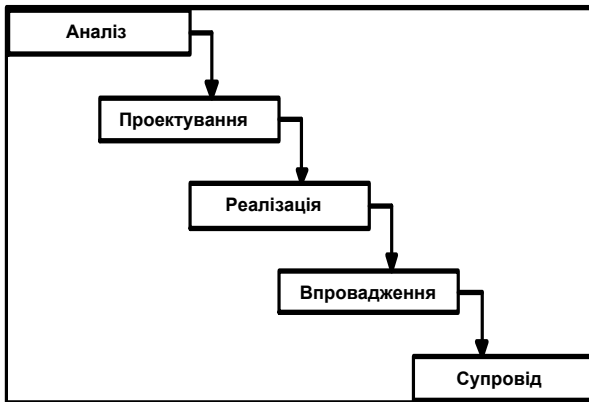 Аналіз
Проектування
Реалізація
Впровадження
Супровід